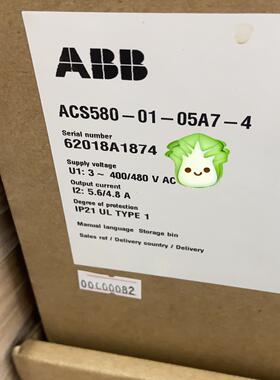 ABB
ACS580-01-05A7-4
Serial number
62018A1874
Supply voltage
U1: 3 ~ 400/480 V AC
Output current
I2: 5.6/4.8 A
Degree of protection
IP21 UL TYPE 1
Manual language Storage bin
Sales ref / Delivery country / Delivery
00C00082